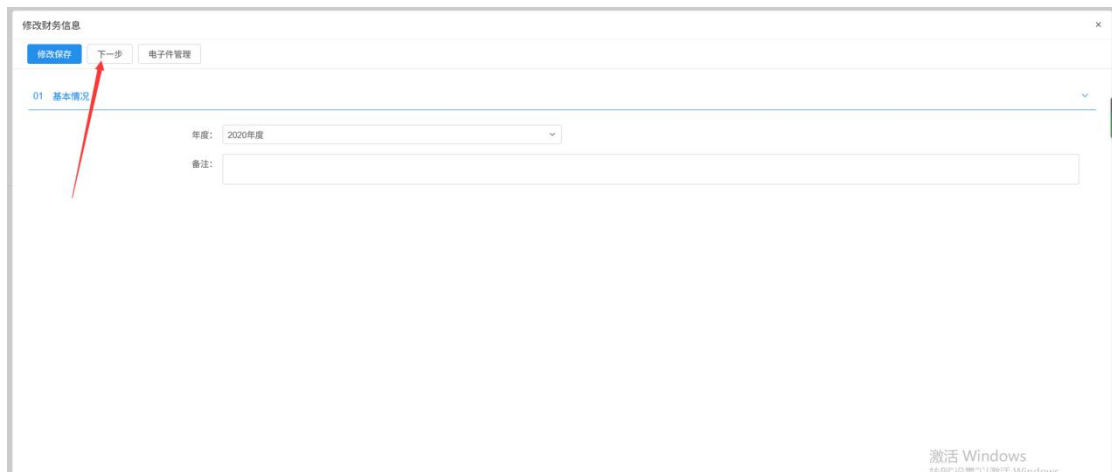 修改财务信息
×
修改保存 下一步 电子件管理
01 基本情况
年度： 2020年度
备注：
激活 Windows